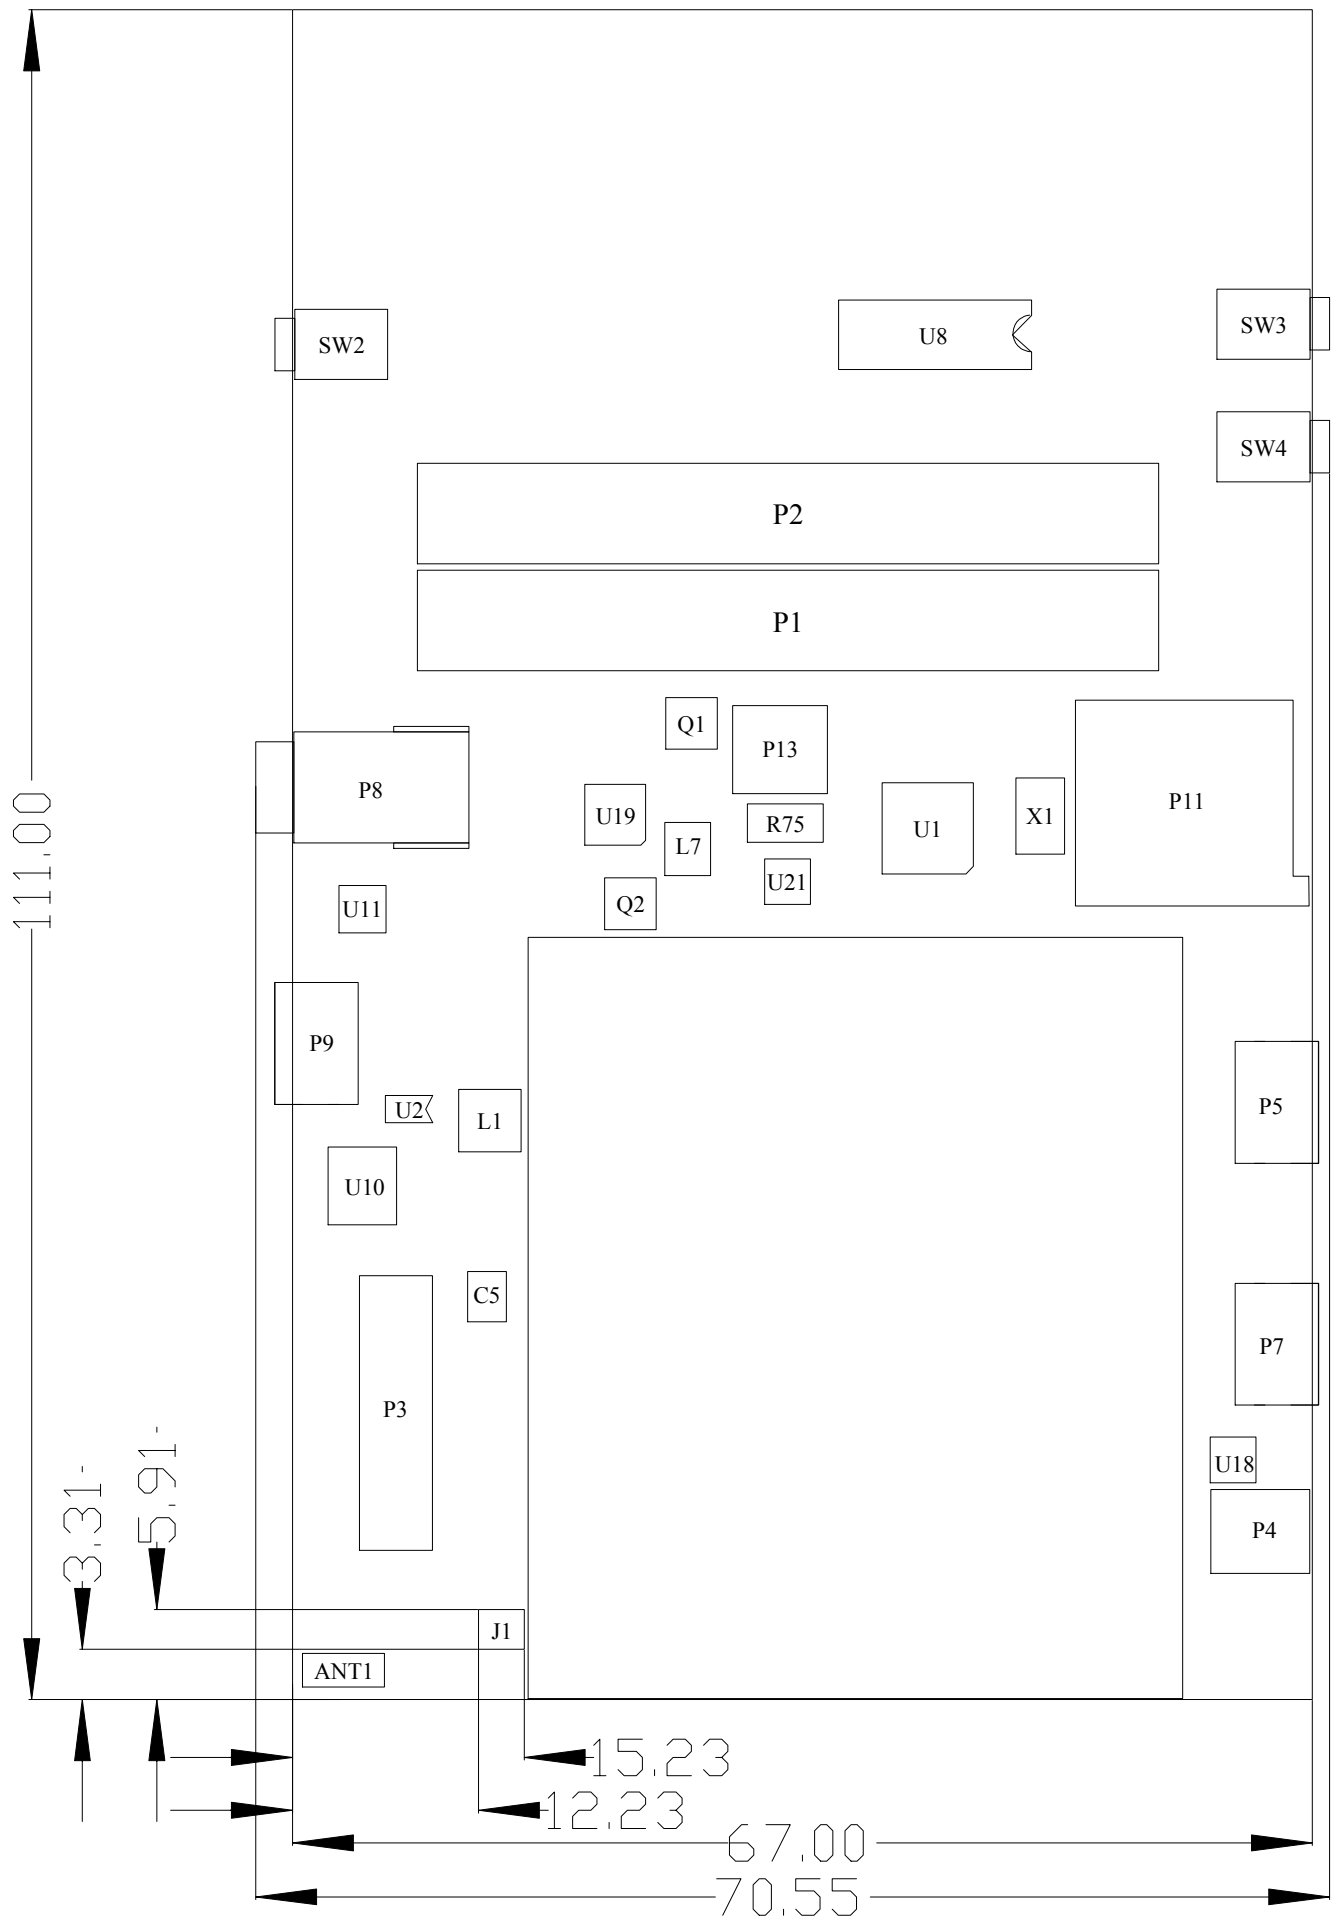 SW2
U8
SW3
SW4
P2
P1
Q1
P13
P8
U19
R75
U1
X1
P11
L7
U21
Q2
U11
111.00
P9
P5
U2
L1
U10
C5
P7
P3
5.91
3.31
U18
P4
J1
ANT1
15.23
12.23
67.00
70.55